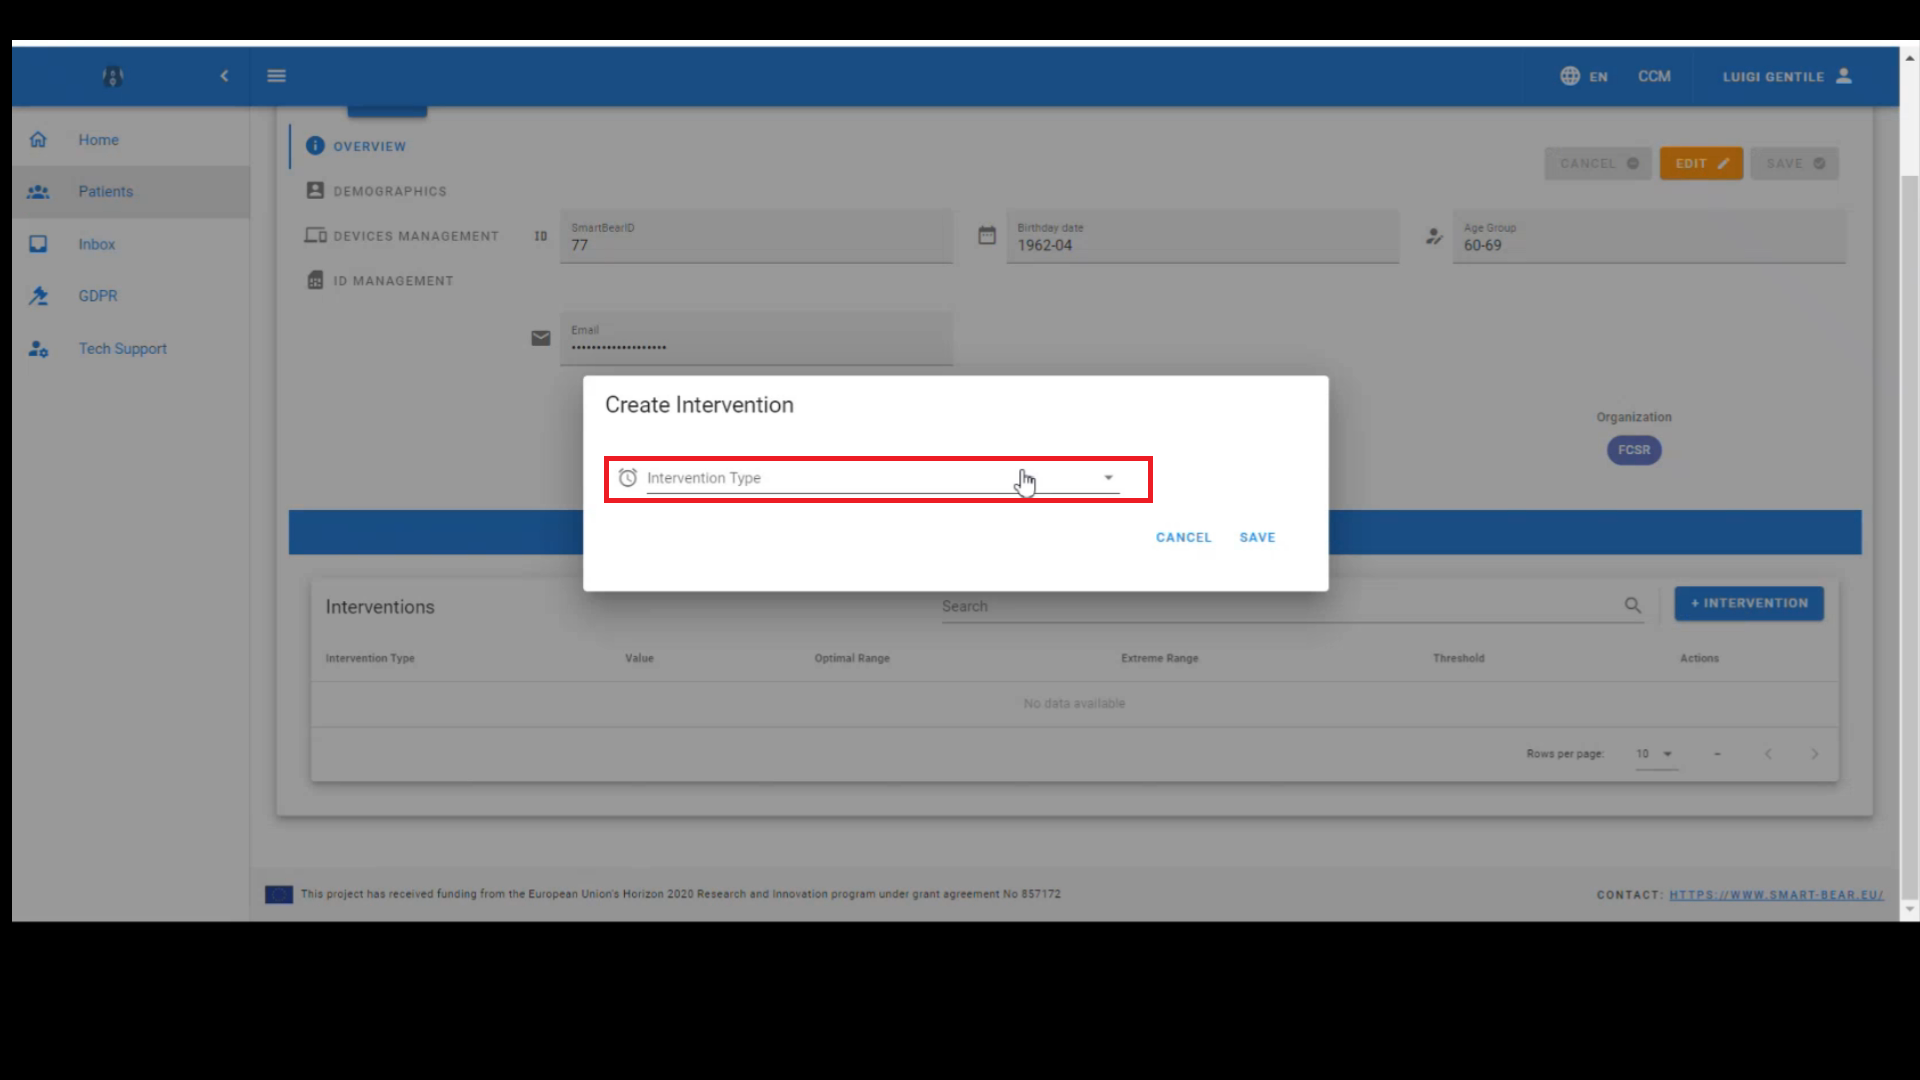 EN CCM LUIGI GENTILE
Home
Patients
Inbox
GDPR
Tech Support
OVERVIEW
DEMOGRAPHICS
DEVICES MANAGEMENT
ID MANAGEMENT
CANCEL EDIT SAVE
ID SmartBearID
77
Birthday date
1962-04
Age Group
60-69
Email
•••••••••••••••••••
Organization
FCSR
Create Intervention
Intervention Type
CANCEL SAVE
Interventions Search + INTERVENTION
Intervention Type Value Optimal Range Extreme Range Threshold Actions
No data available
Rows per page: 10 –
This project has received funding from the European Union's Horizon 2020 Research and Innovation program under grant agreement No 857172
CONTACT: HTTPS://WWW.SMART-BEAR.EU/